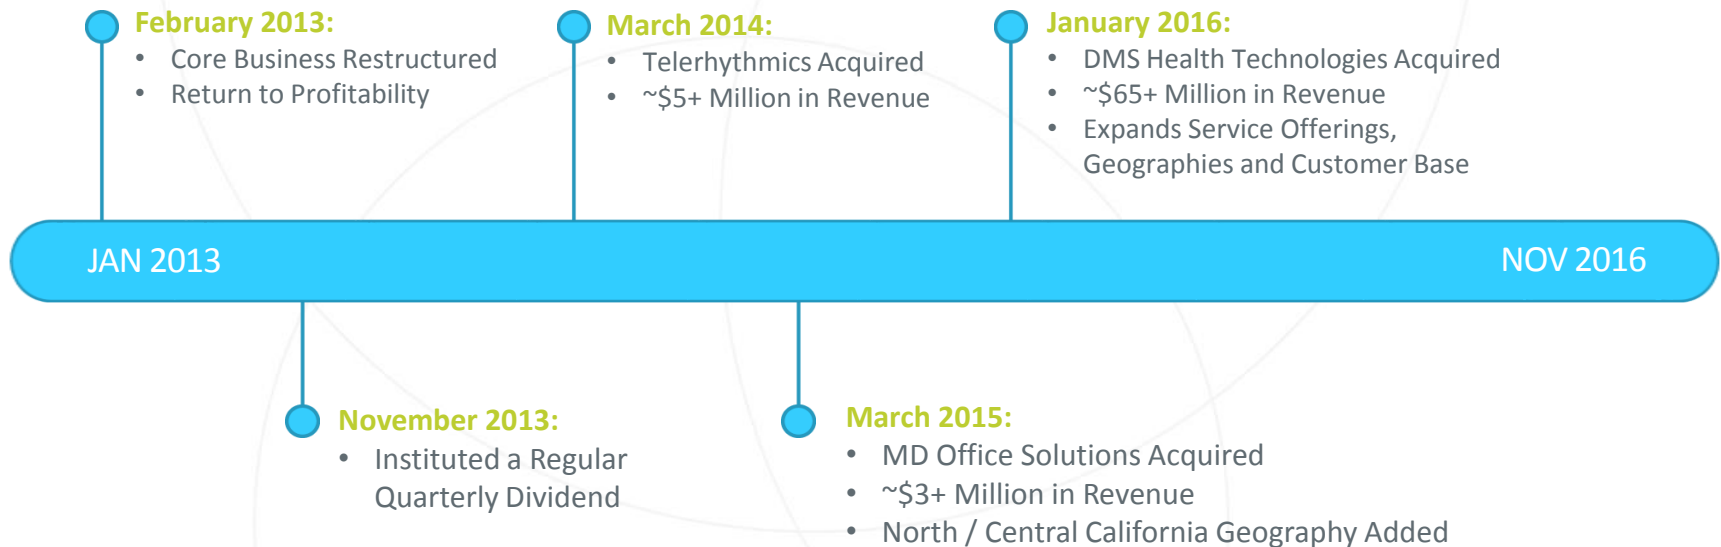 February 2013:
• Core Business Restructured
• Return to Profitability
March 2014:
• Telerhythmics Acquired
• ~$5+ Million in Revenue
January 2016:
• DMS Health Technologies Acquired
• ~$65+ Million in Revenue
• Expands Service Offerings,
Geographies and Customer Base
JAN 2013
NOV 2016
November 2013:
• Instituted a Regular
Quarterly Dividend
March 2015:
• MD Office Solutions Acquired
• ~$3+ Million in Revenue
• North / Central California Geography Added